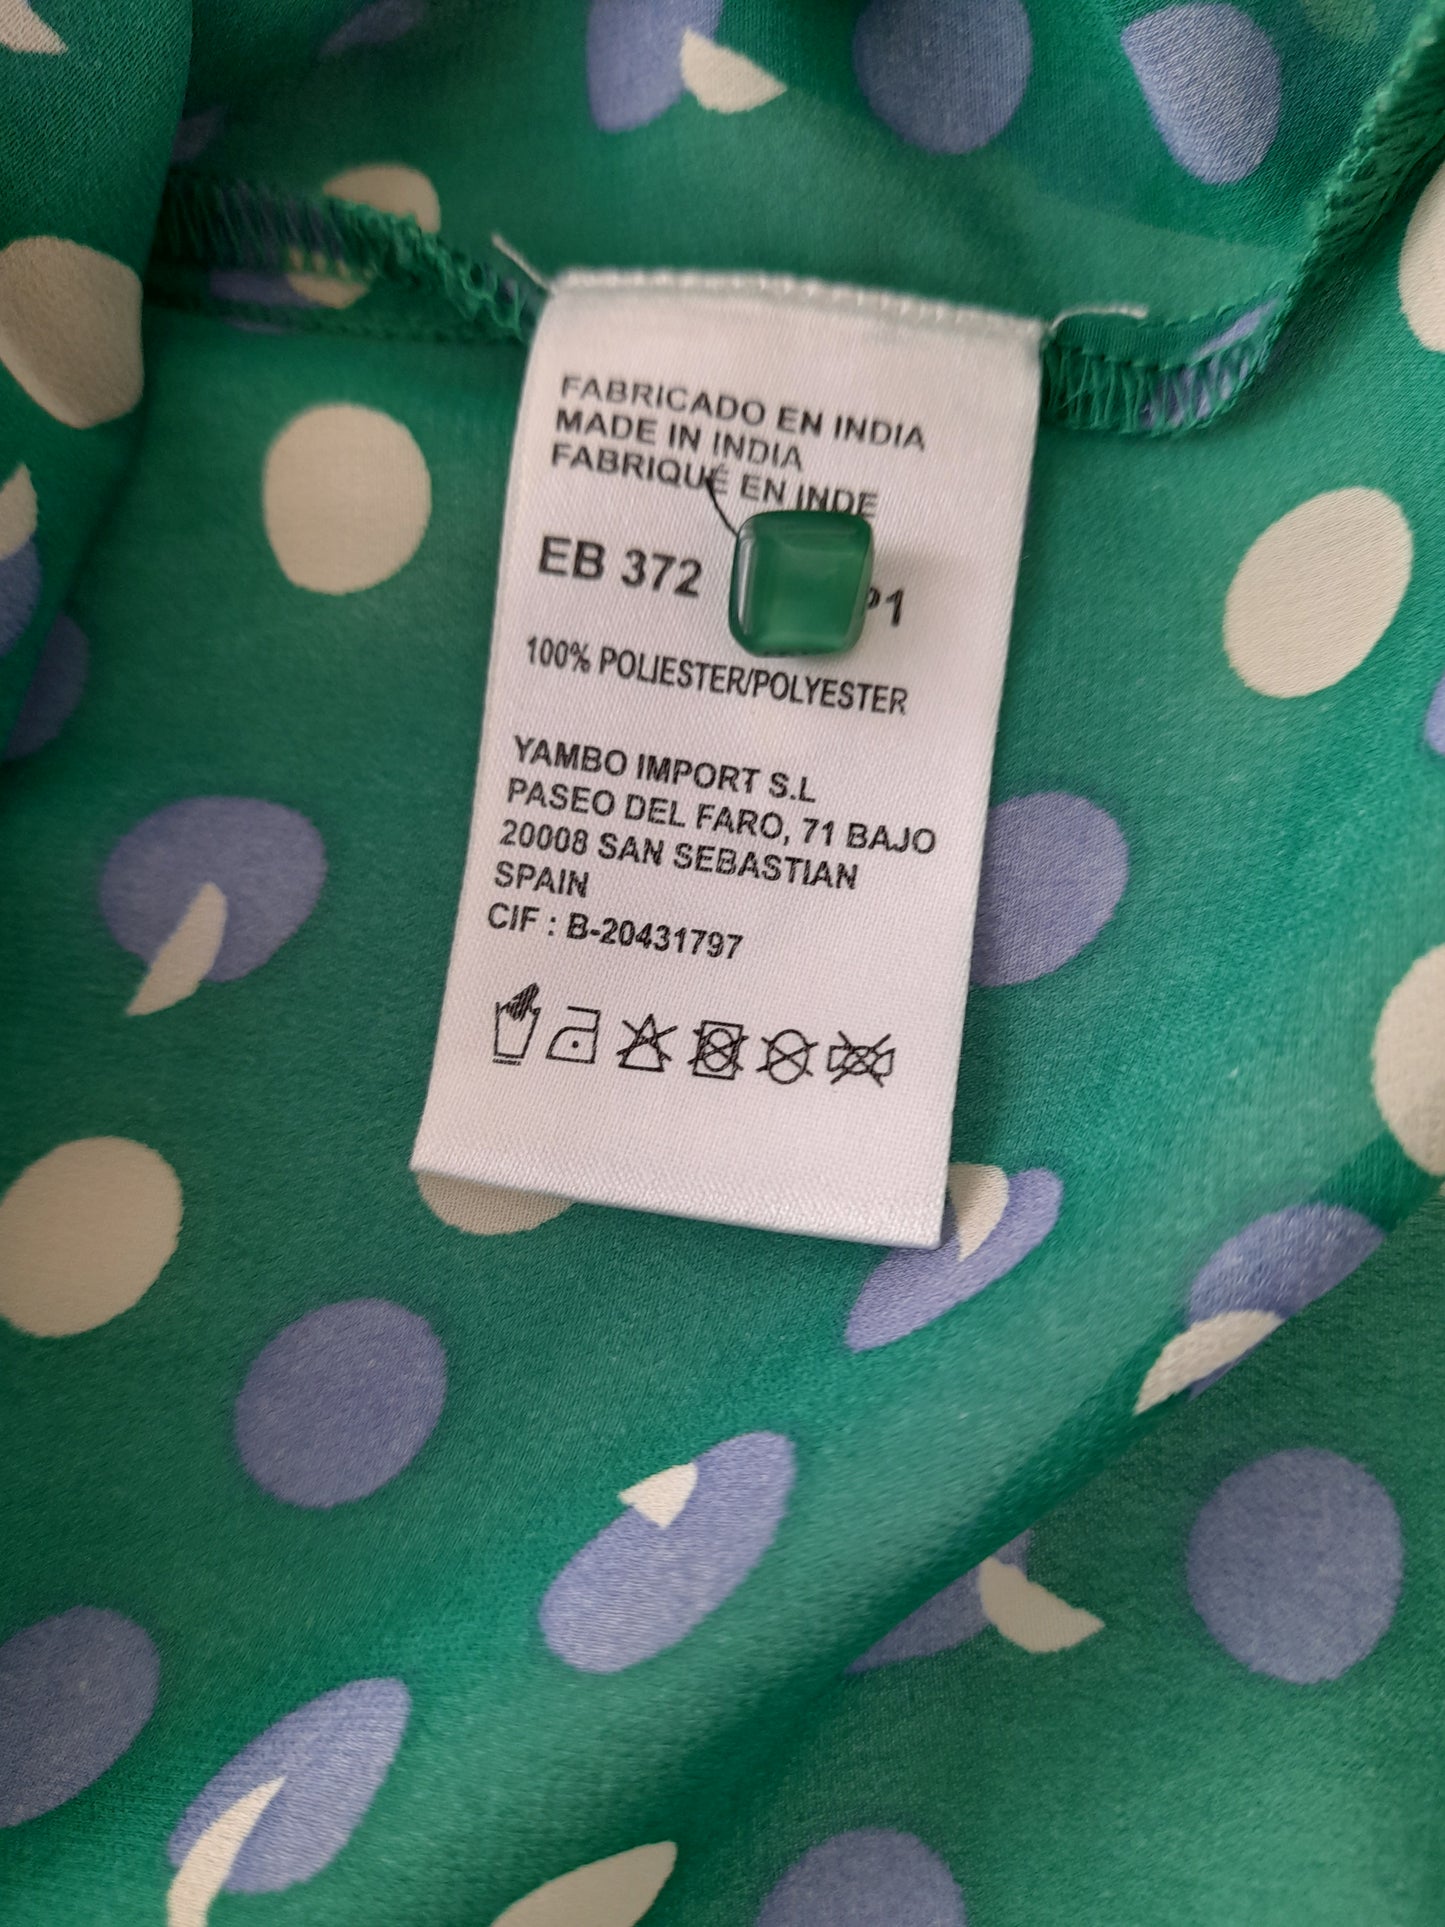 FABRICADO EN INDIA
MADE IN INDIA
FABRIQUÉ EN INDE
EB 372
100% POLIESTER/POLYESTER
YAMBO IMPORT S.L
PASEO DEL FARO, 71 BAJO
20008 SAN SEBASTIAN
SPAIN
CIF : B-20431797